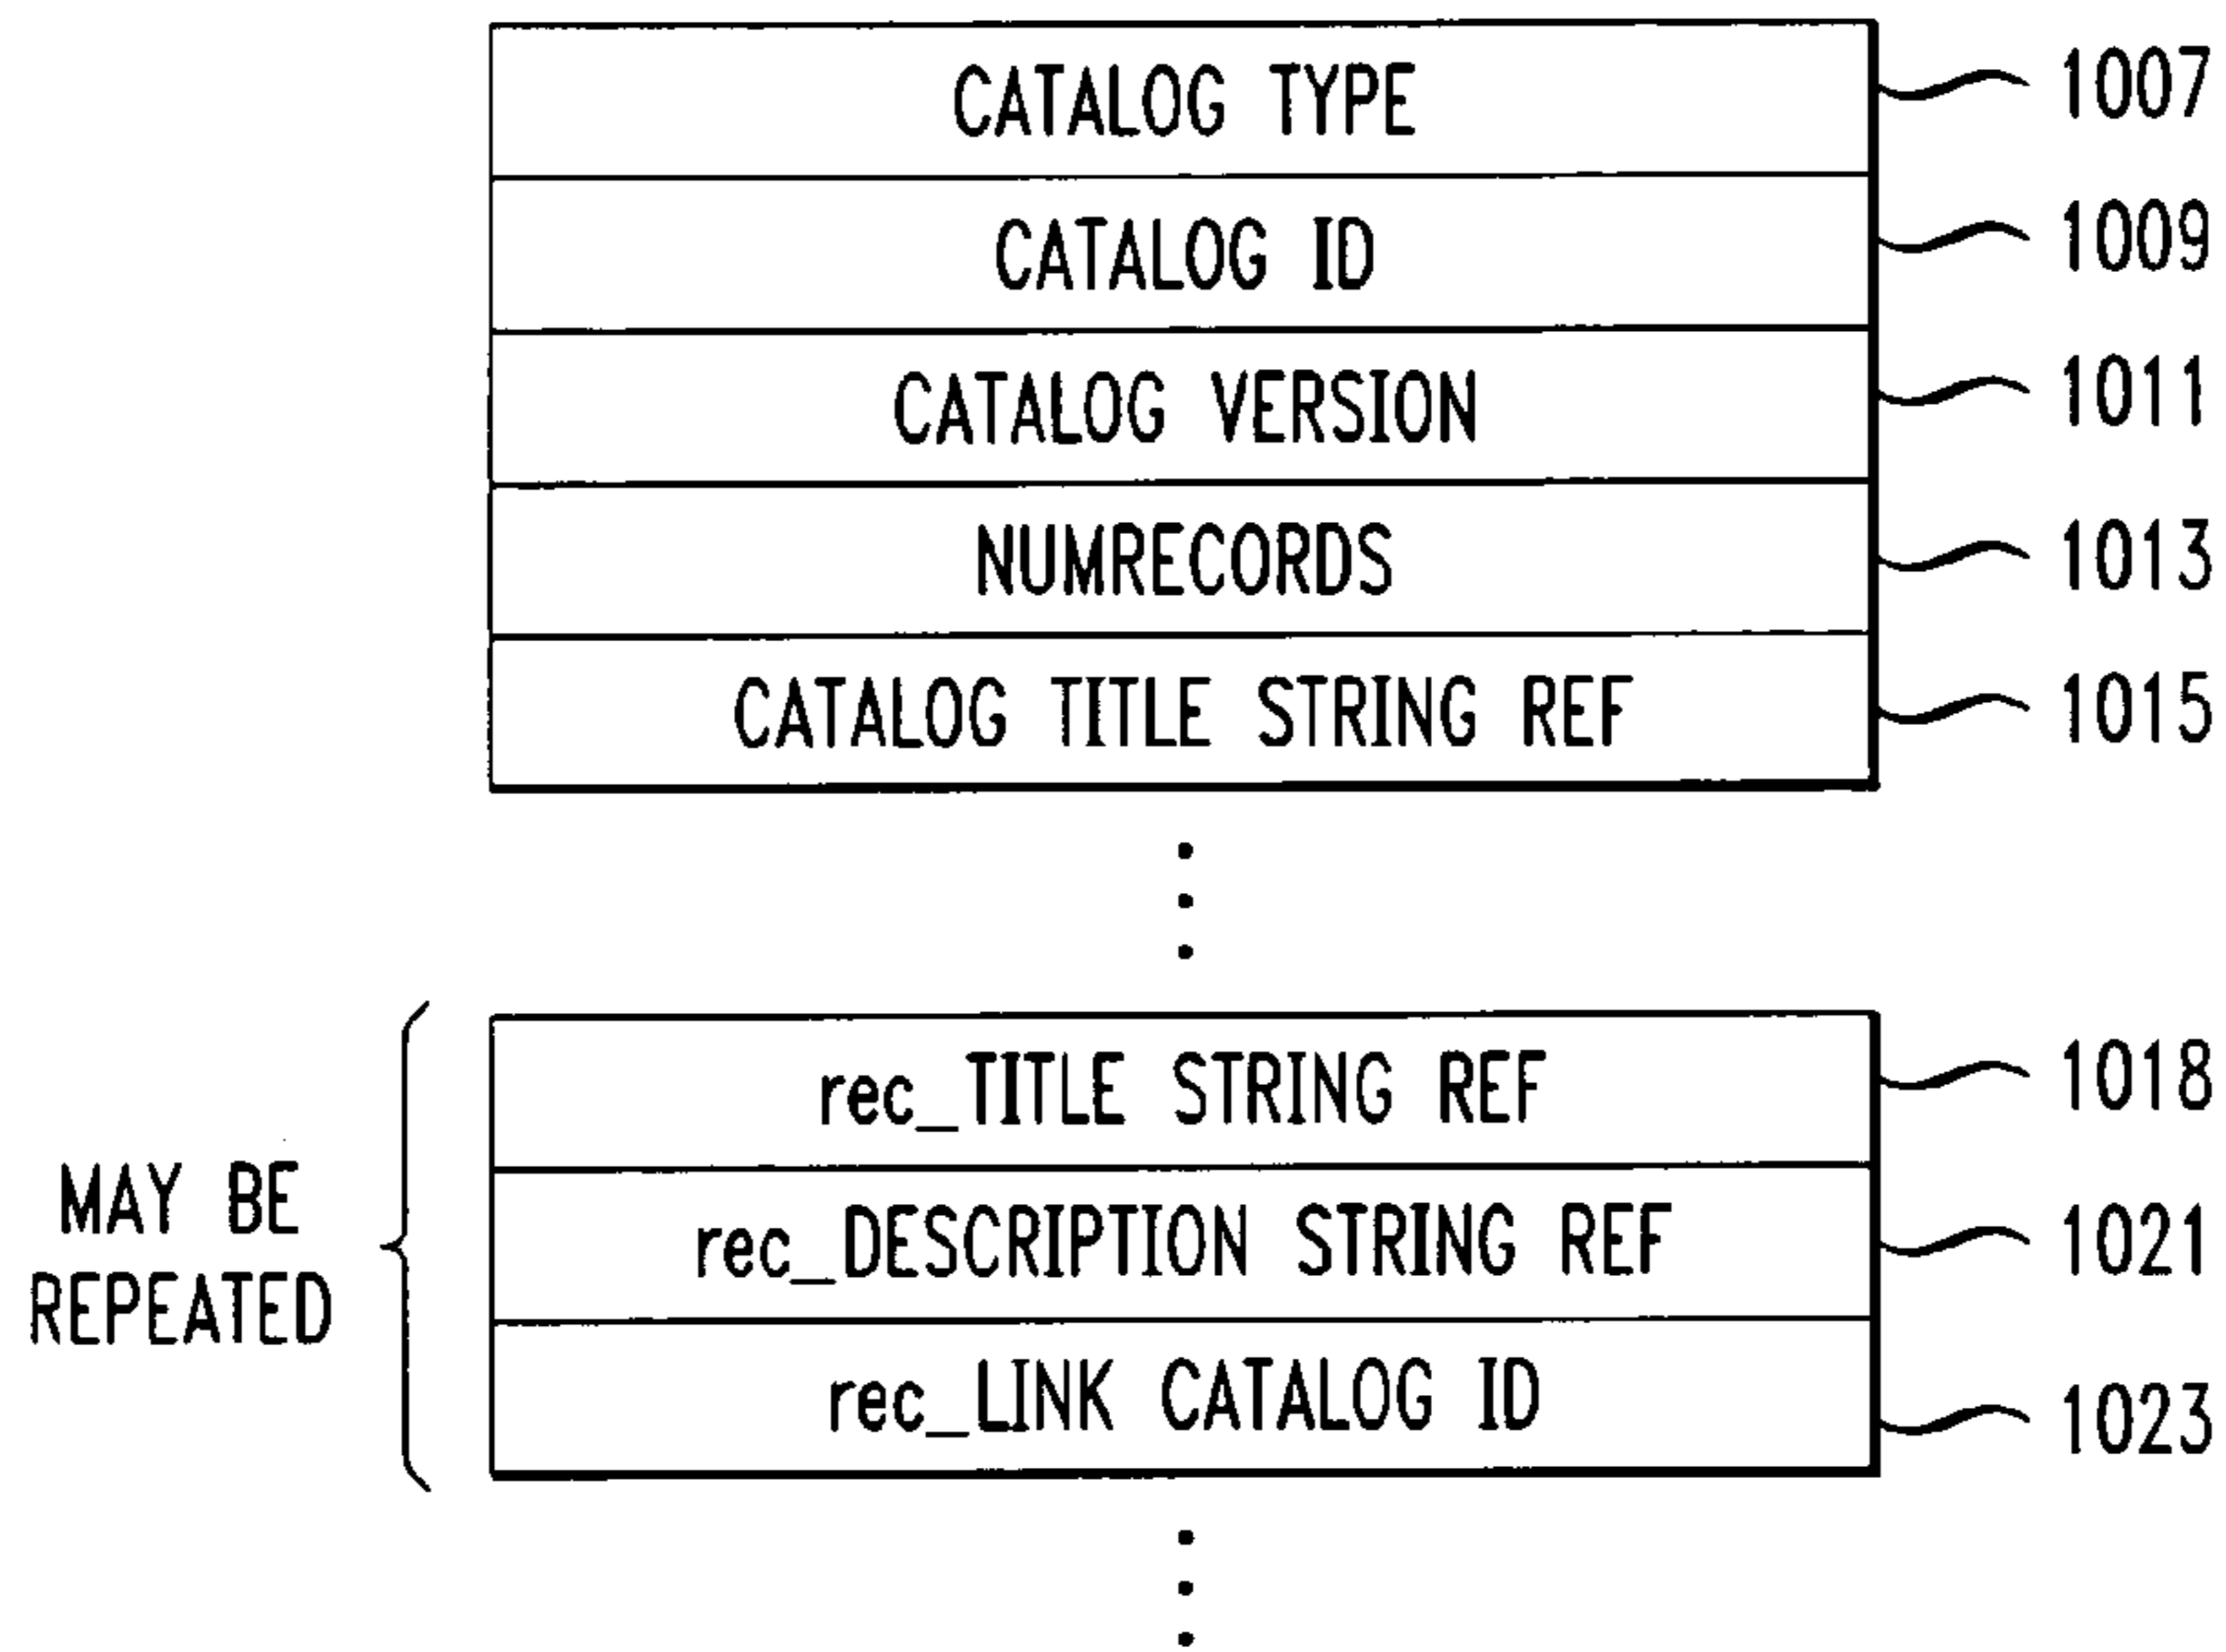 CATALOG TYPE 1007
CATALOG ID 1009
CATALOG VERSION 1011
NUMRECORDS 1013
CATALOG TITLE STRING REF 1015
rec_TITLE STRING REF 1018
MAY BE
REPEATED
rec_DESCRIPTION STRING REF 1021
rec_LINK CATALOG ID 1023